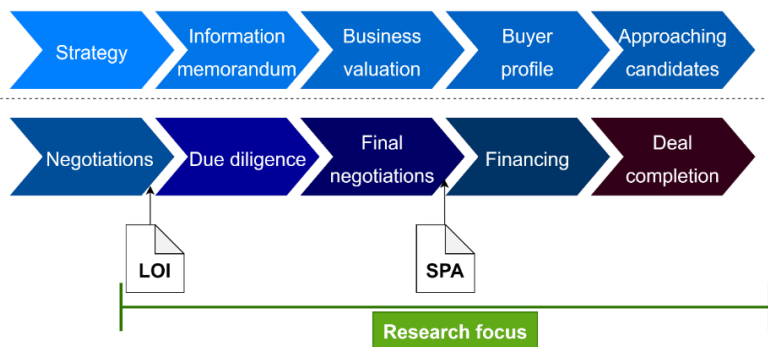 Strategy
Information
memorandum
Business
valuation
Buyer
profile
Approaching
candidates
Negotiations
Due diligence
Final
negotiations
Financing
Deal
completion
LOI
SPA
Research focus